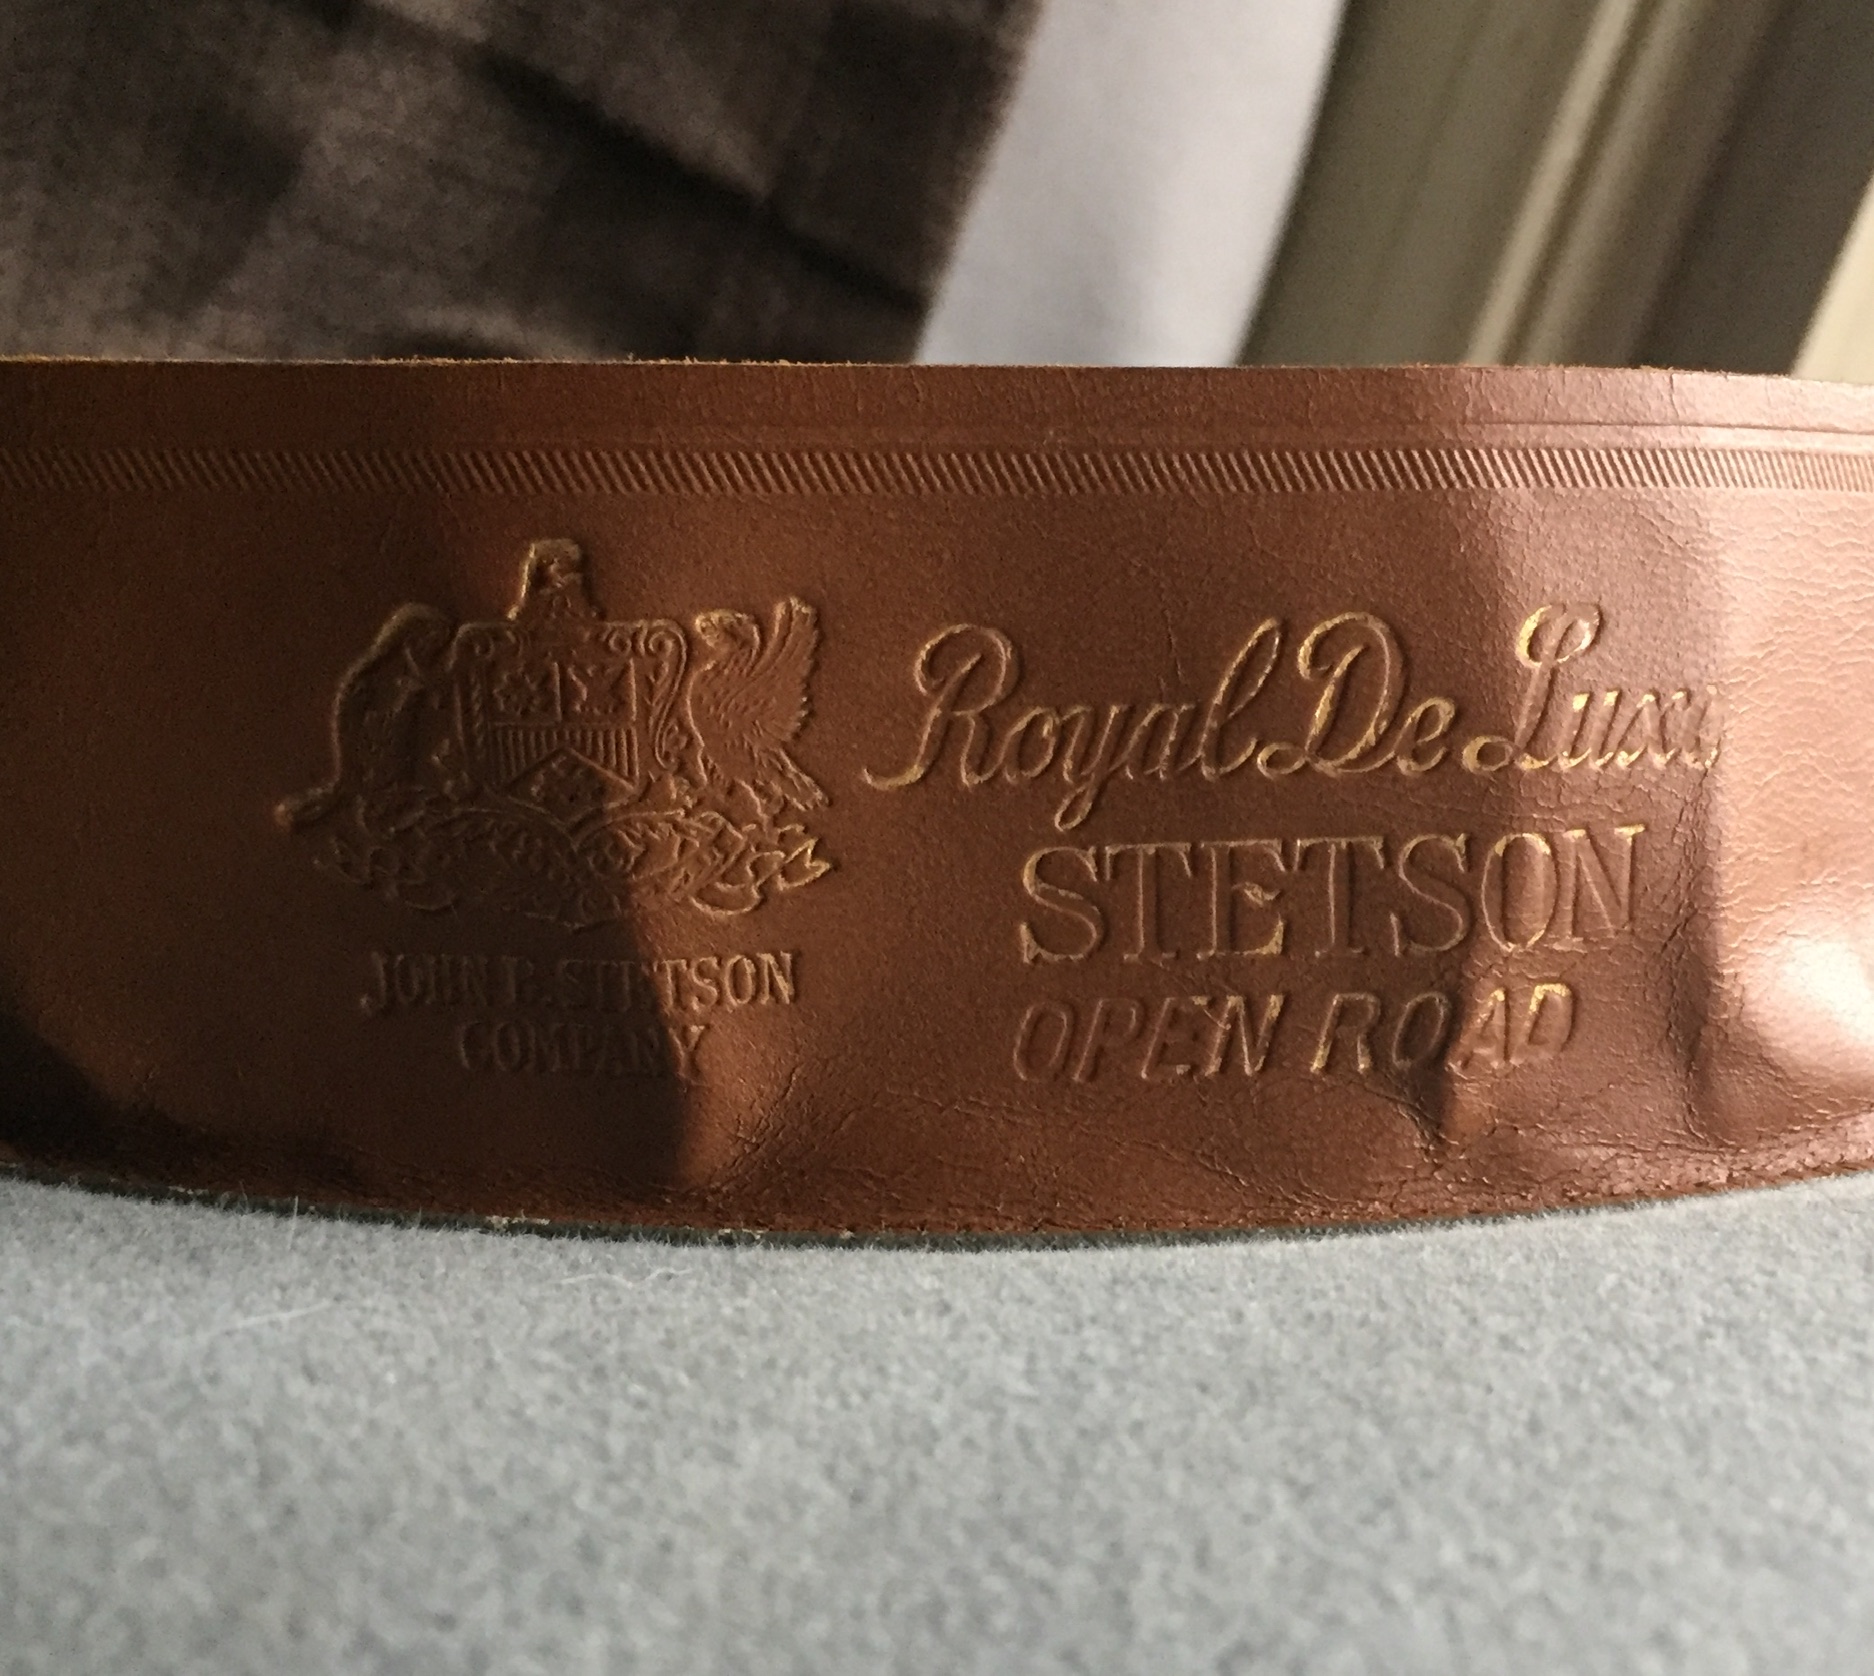 Royal De Luxe
STETSON
OPEN ROAD
JOHN B. STETSON
COMPANY